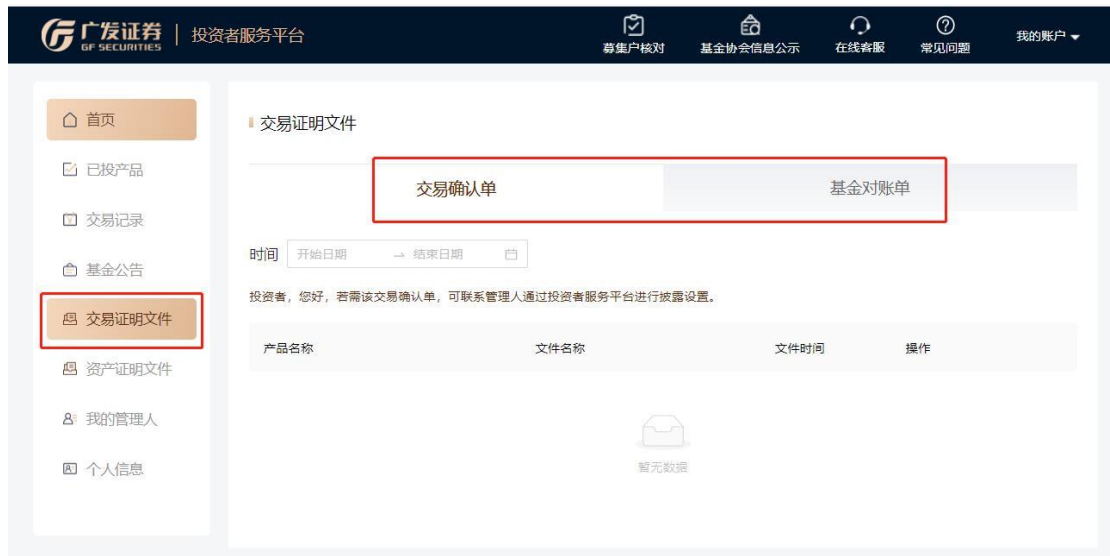 广发证券 | 投资者服务平台
GF SECURITIES
募集户核对
基金协会信息公示
在线客服
常见问题
我的账户
首页
已投产品
交易记录
基金公告
交易证明文件
资产证明文件
我的管理人
个人信息
交易证明文件
交易确认单
基金对账单
时间 开始日期 → 结束日期
投资者，您好，若需该交易确认单，可联系管理人通过投资者服务平台进行披露设置。
产品名称 文件名称 文件时间 操作
暂无数据